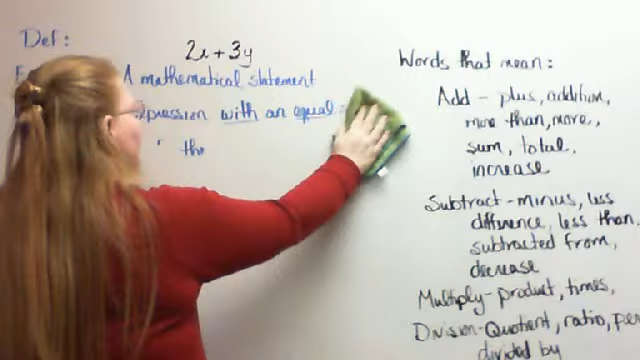 Def:
2x + 3y
A mathematical statement
with an equal
the
Words that mean:
Add - plus, addition,
more than, more,
sum, total,
increase
Subtract - minus, less
difference, less than,
subtracted from,
decrease
Multiply - product, times,
Division - Quotient, ratio, per
divided by